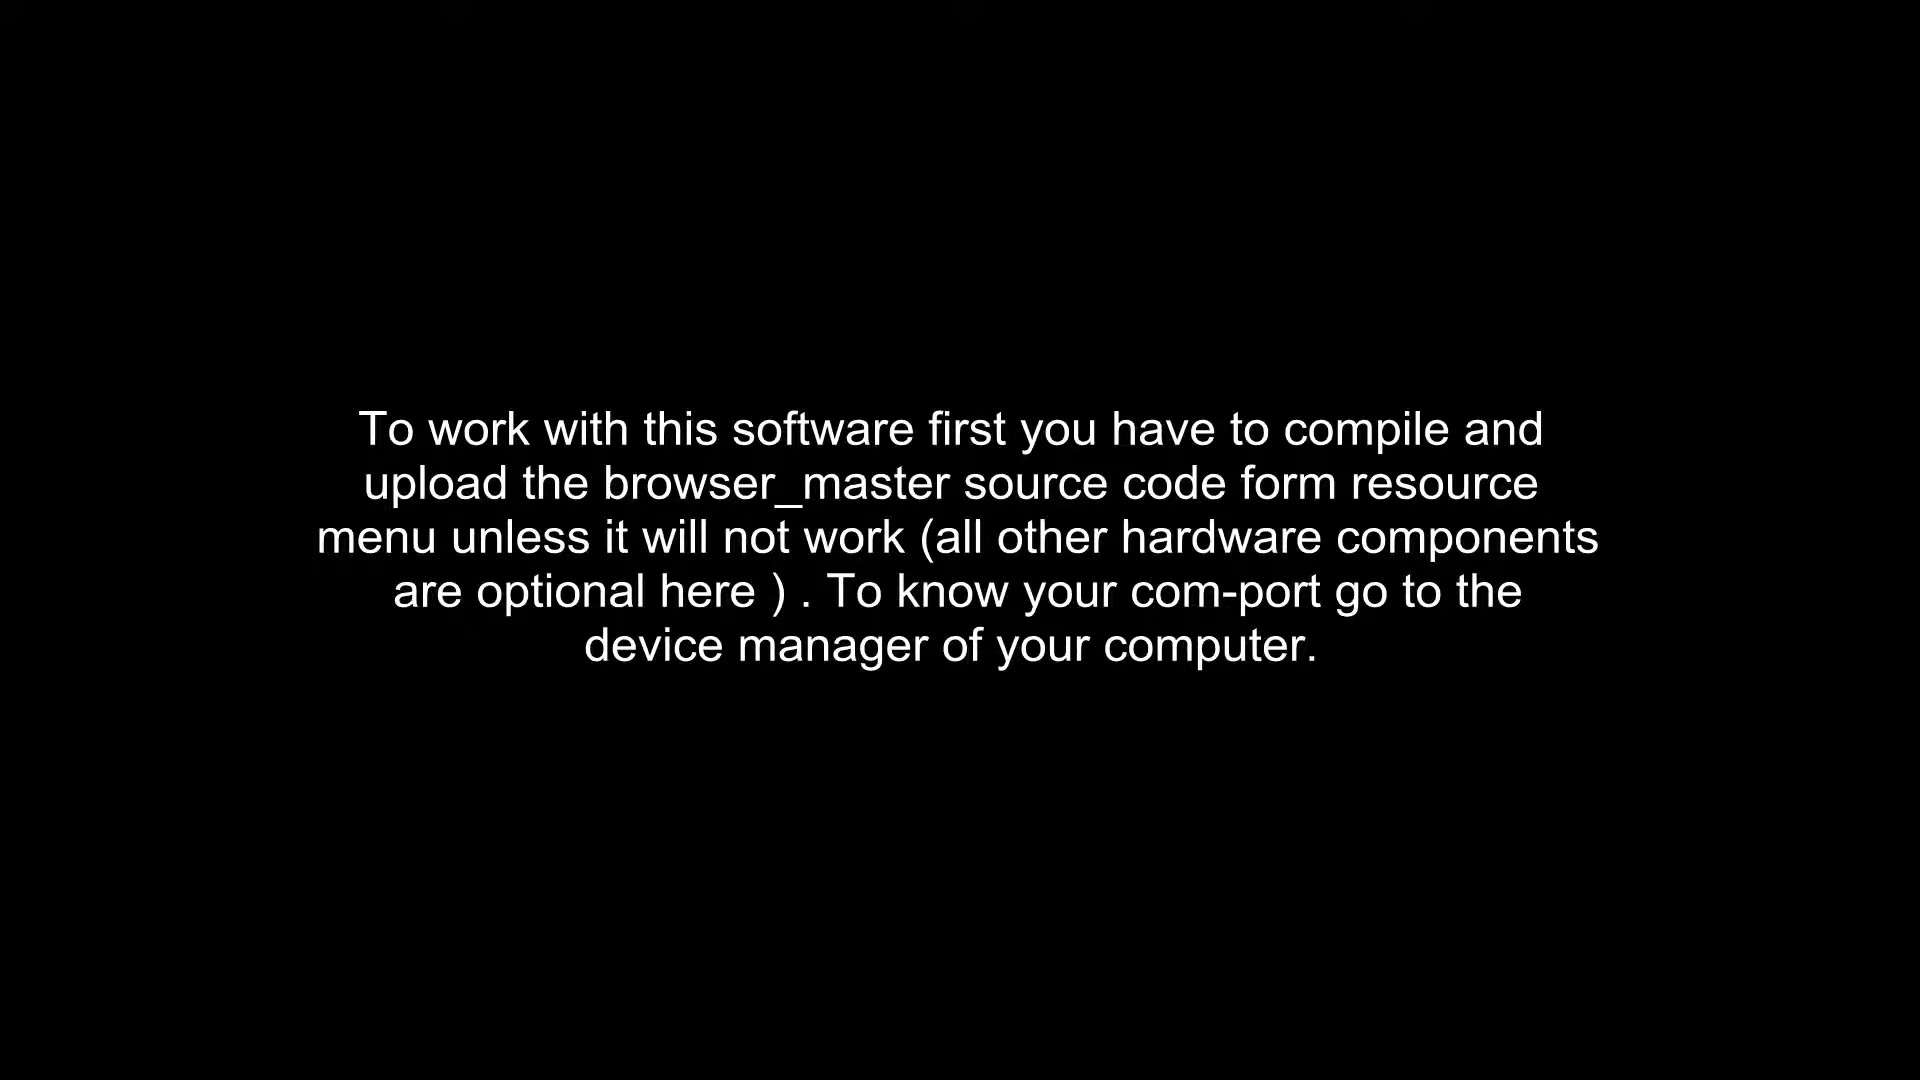 To work with this software first you have to compile and
upload the browser_master source code form resource
menu unless it will not work (all other hardware components
are optional here ) . To know your com-port go to the
device manager of your computer.